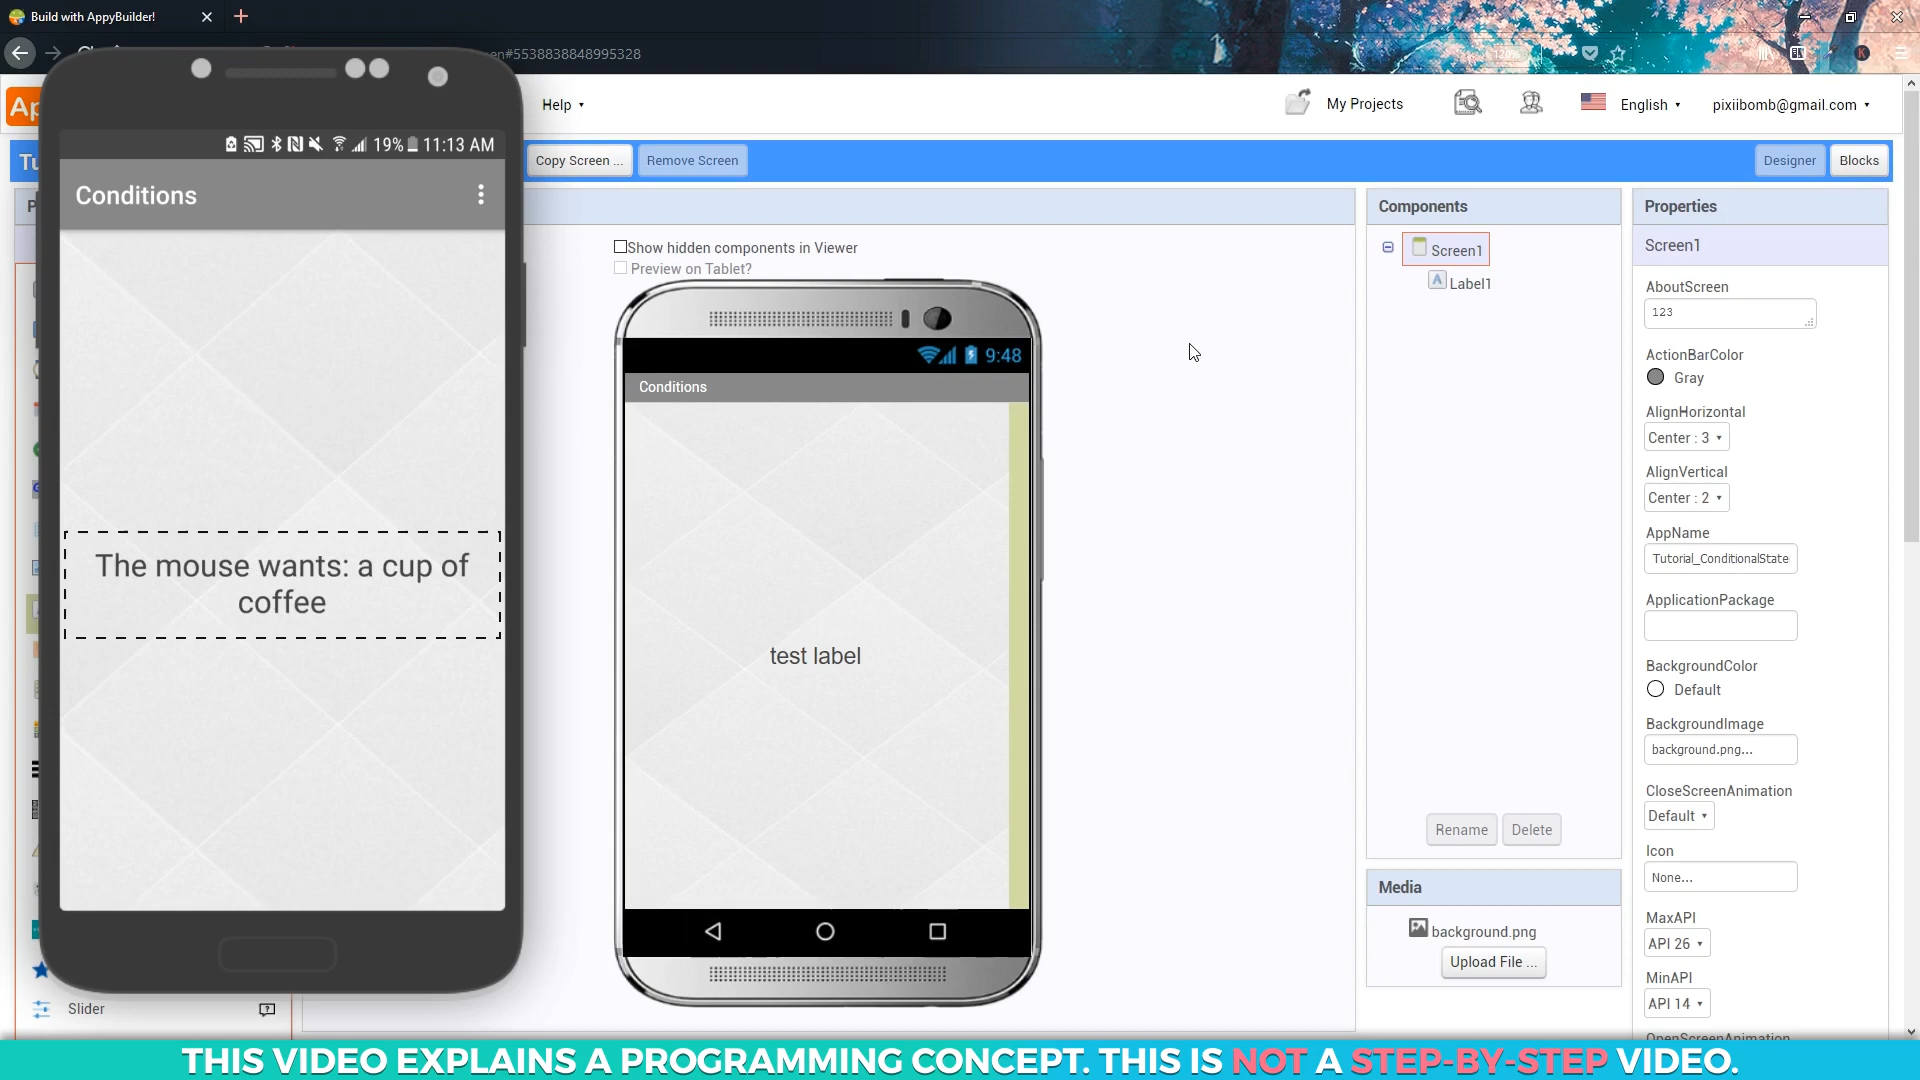 Build with AppyBuilder!
en#5538838848995328
120%
Help
My Projects
English
pixiibomb@gmail.com
Copy Screen ...
Remove Screen
Designer
Blocks
19% 11:13 AM
Conditions
The mouse wants: a cup of
coffee
Show hidden components in Viewer
Preview on Tablet?
9:48
Conditions
test label
Slider
Components
Screen1
Label1
Rename
Delete
Media
background.png
Upload File ...
Properties
Screen1
AboutScreen
123
ActionBarColor
Gray
AlignHorizontal
Center : 3
AlignVertical
Center : 2
AppName
Tutorial_ConditionalState
ApplicationPackage
BackgroundColor
Default
BackgroundImage
background.png...
CloseScreenAnimation
Default
Icon
None...
MaxAPI
API 26
MinAPI
API 14
OpenScreenAnimation
THIS VIDEO EXPLAINS A PROGRAMMING CONCEPT. THIS IS NOT A STEP-BY-STEP VIDEO.